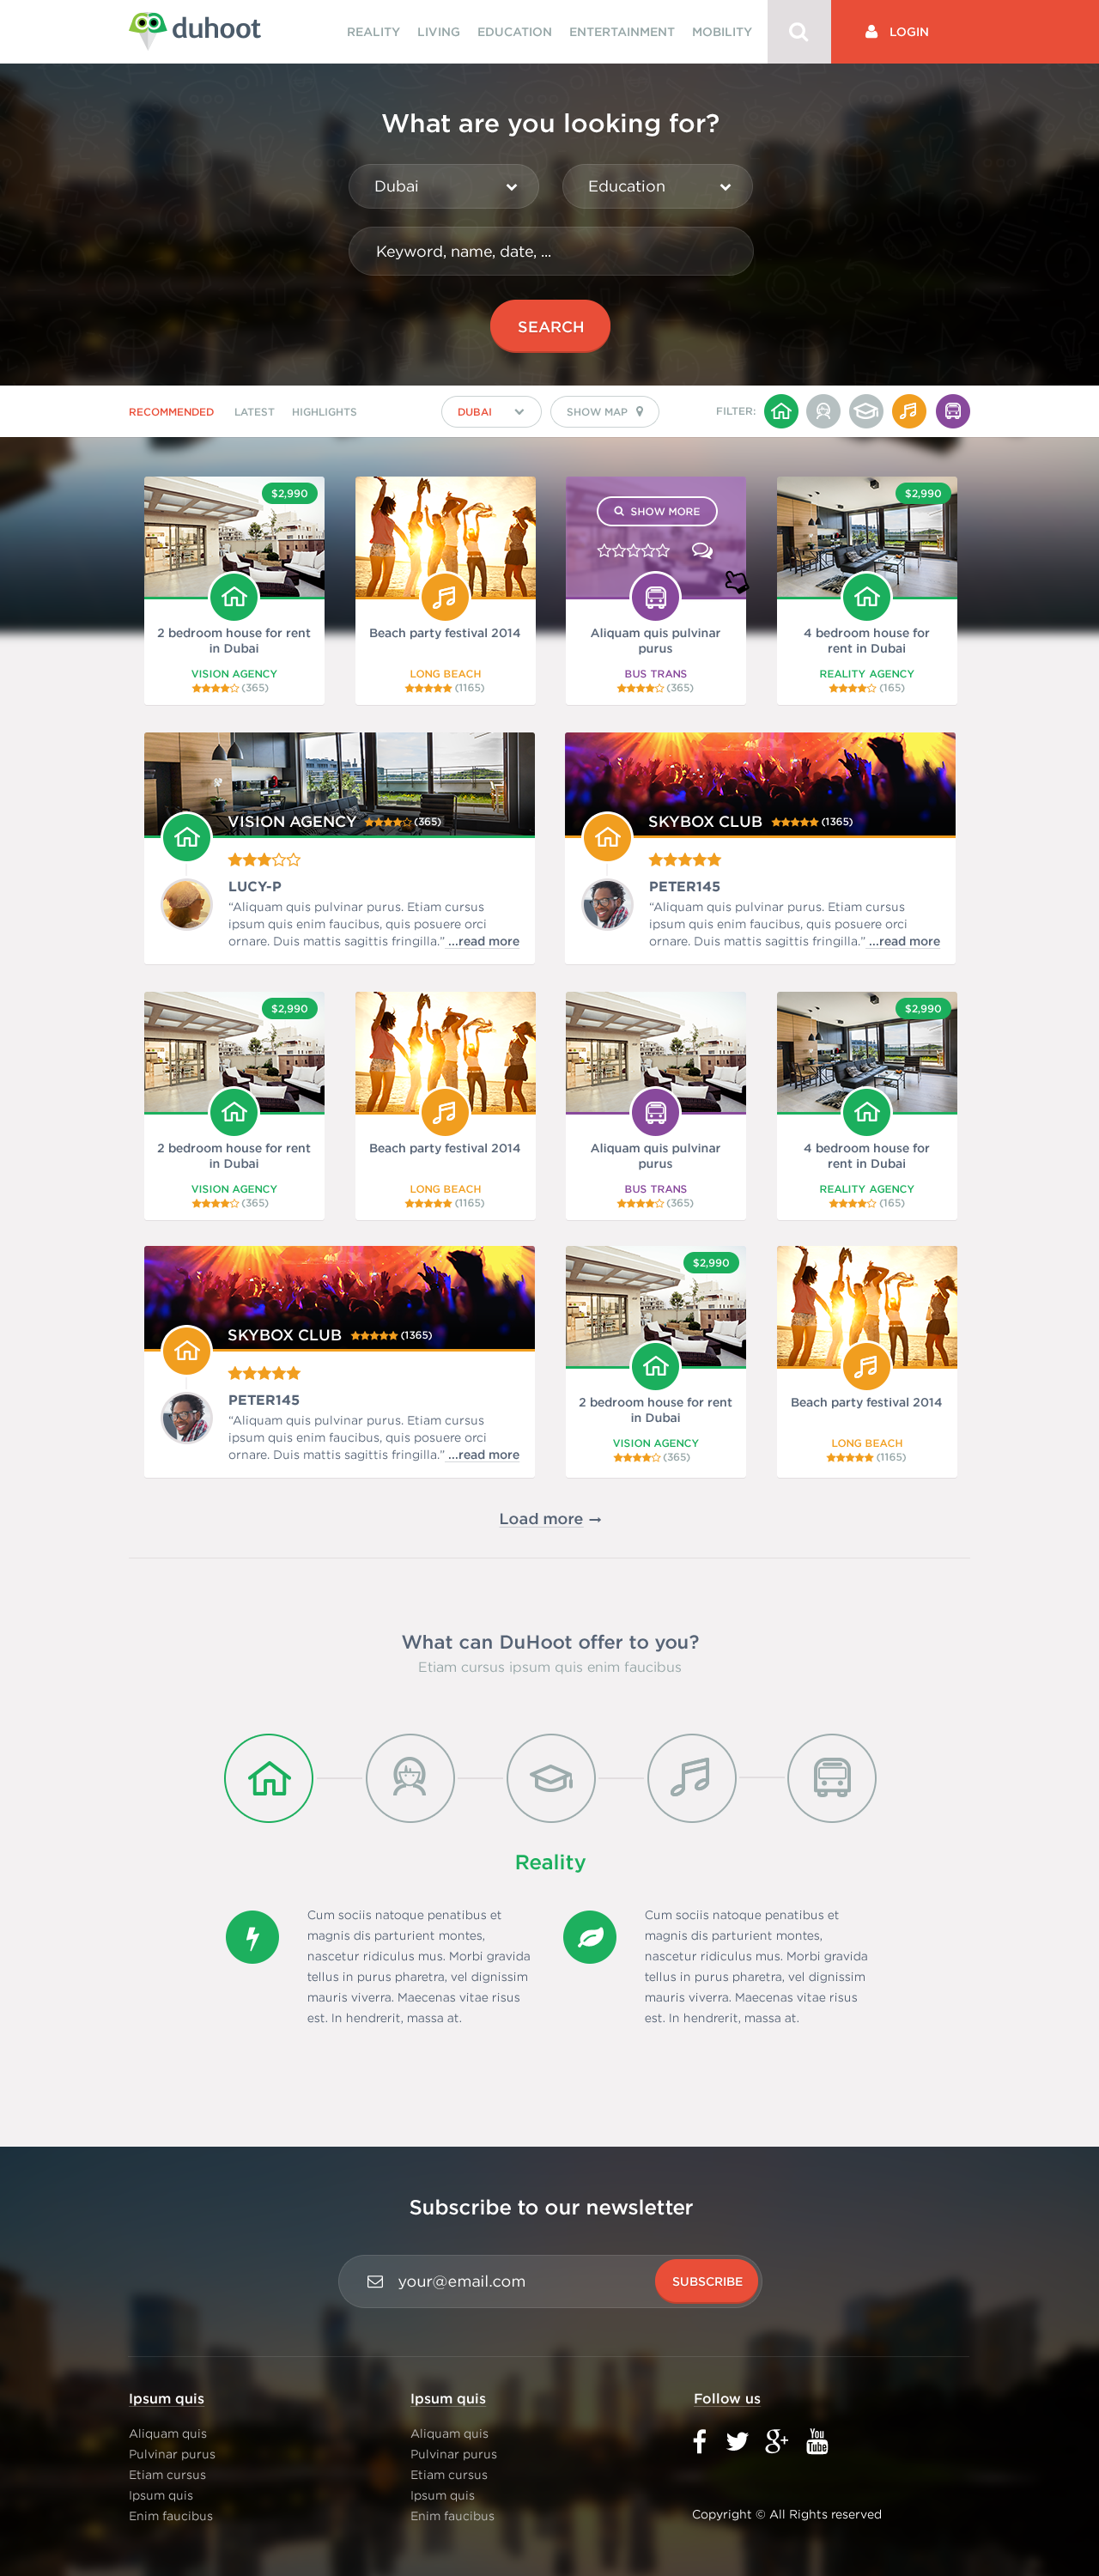 duhoot
REALITY LIVING EDUCATION ENTERTAINMENT MOBILITY
LOGIN
What are you looking for?
Dubai
Education
Keyword, name, date, ...
SEARCH
RECOMMENDED LATEST HIGHLIGHTS
DUBAI
SHOW MAP
FILTER:
$2,990
2 bedroom house for rent
in Dubai
VISION AGENCY
(365)
Beach party festival 2014
LONG BEACH
(1165)
SHOW MORE
Aliquam quis pulvinar
purus
BUS TRANS
(365)
$2,990
4 bedroom house for
rent in Dubai
REALITY AGENCY
(165)
VISION AGENCY (365)
LUCY-P
“Aliquam quis pulvinar purus. Etiam cursus
ipsum quis enim faucibus, quis posuere orci
ornare. Duis mattis sagittis fringilla.” ...read more
SKYBOX CLUB (1365)
PETER145
“Aliquam quis pulvinar purus. Etiam cursus
ipsum quis enim faucibus, quis posuere orci
ornare. Duis mattis sagittis fringilla.” ...read more
$2,990
2 bedroom house for rent
in Dubai
VISION AGENCY
(365)
Beach party festival 2014
LONG BEACH
(1165)
Aliquam quis pulvinar
purus
BUS TRANS
(365)
$2,990
4 bedroom house for
rent in Dubai
REALITY AGENCY
(165)
SKYBOX CLUB (1365)
PETER145
“Aliquam quis pulvinar purus. Etiam cursus
ipsum quis enim faucibus, quis posuere orci
ornare. Duis mattis sagittis fringilla.” ...read more
$2,990
2 bedroom house for rent
in Dubai
VISION AGENCY
(365)
Beach party festival 2014
LONG BEACH
(1165)
Load more →
What can DuHoot offer to you?
Etiam cursus ipsum quis enim faucibus
Reality
Cum sociis natoque penatibus et
magnis dis parturient montes,
nascetur ridiculus mus. Morbi gravida
tellus in purus pharetra, vel dignissim
mauris viverra. Maecenas vitae risus
est. In hendrerit, massa at.
Cum sociis natoque penatibus et
magnis dis parturient montes,
nascetur ridiculus mus. Morbi gravida
tellus in purus pharetra, vel dignissim
mauris viverra. Maecenas vitae risus
est. In hendrerit, massa at.
Subscribe to our newsletter
your@email.com
SUBSCRIBE
Ipsum quis
Aliquam quis
Pulvinar purus
Etiam cursus
Ipsum quis
Enim faucibus
Ipsum quis
Aliquam quis
Pulvinar purus
Etiam cursus
Ipsum quis
Enim faucibus
Follow us
You
Tube
Copyright © All Rights reserved